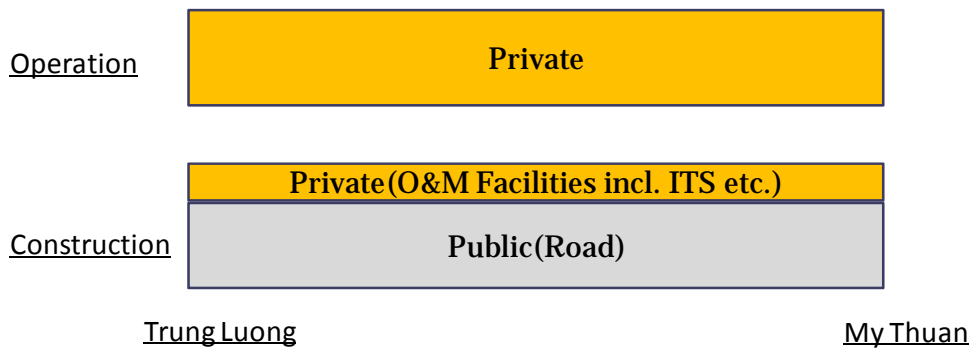 Operation
Private
Private(O&M Facilities incl. ITS etc.)
Construction
Public(Road)
Trung Luong
My Thuan